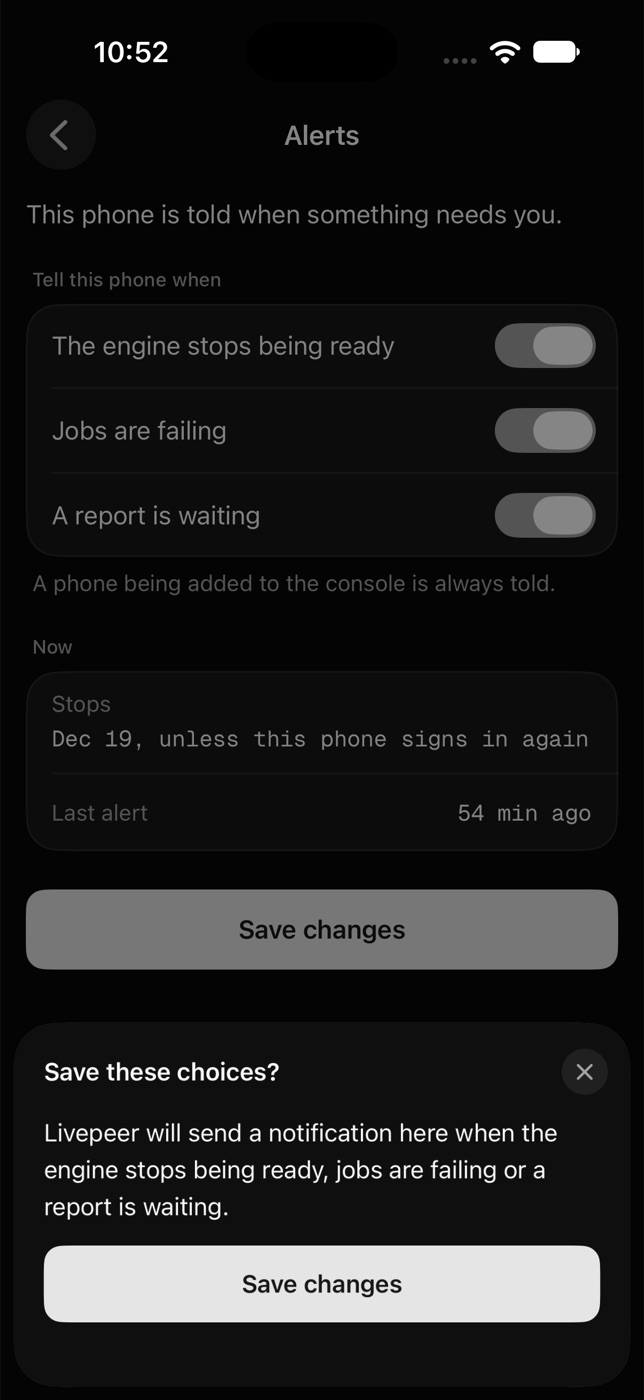 10:52
Alerts
This phone is told when something needs you.
Tell this phone when
The engine stops being ready
Jobs are failing
A report is waiting
A phone being added to the console is always told.
Now
Stops
Dec 19, unless this phone signs in again
Last alert 54 min ago
Save changes
Save these choices?
Livepeer will send a notification here when the
engine stops being ready, jobs are failing or a
report is waiting.
Save changes